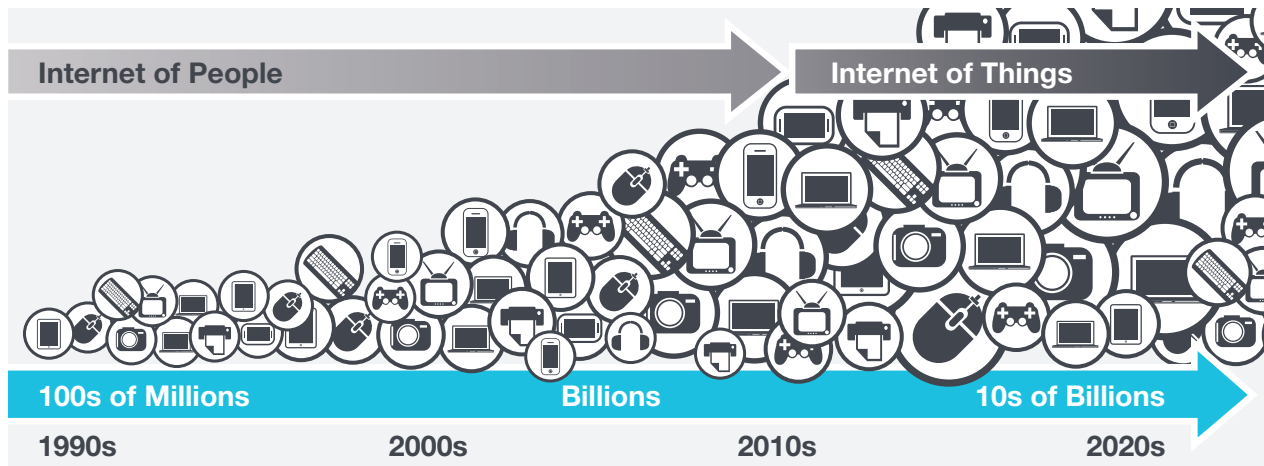 Internet of People
Internet of Things
100s of Millions
Billions
10s of Billions
1990s
2000s
2010s
2020s